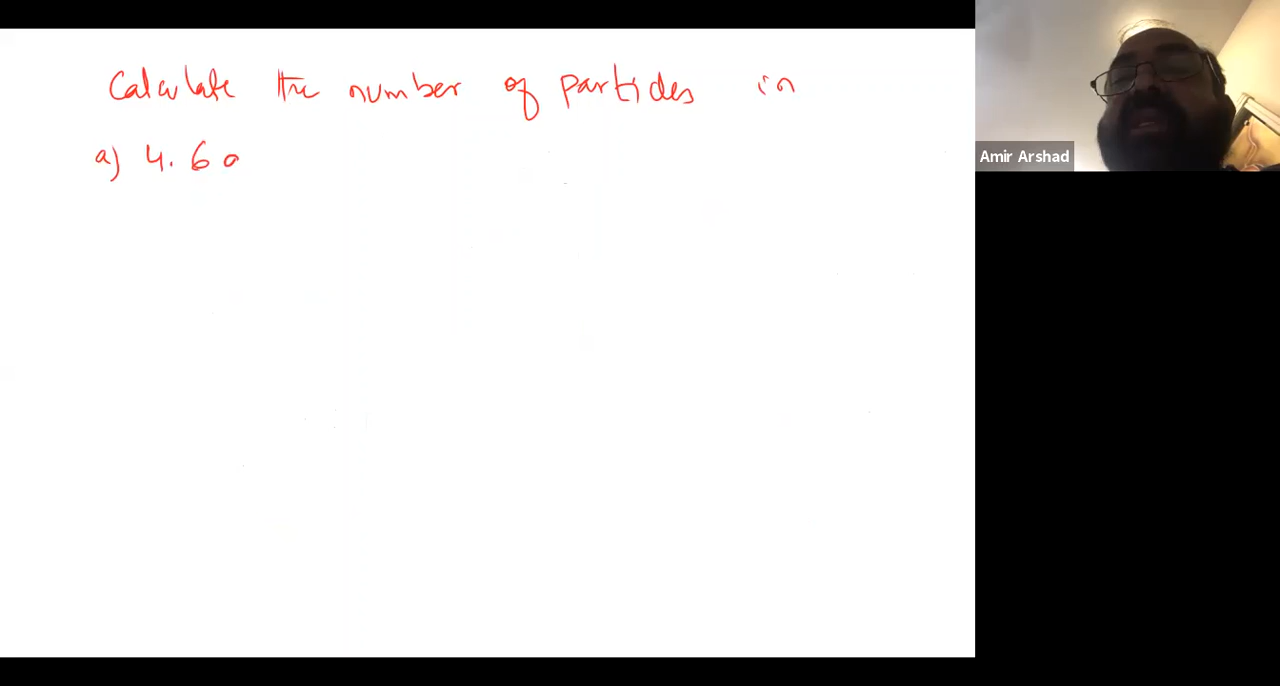 Calculate the number of particles in
a) 4.60
Amir Arshad